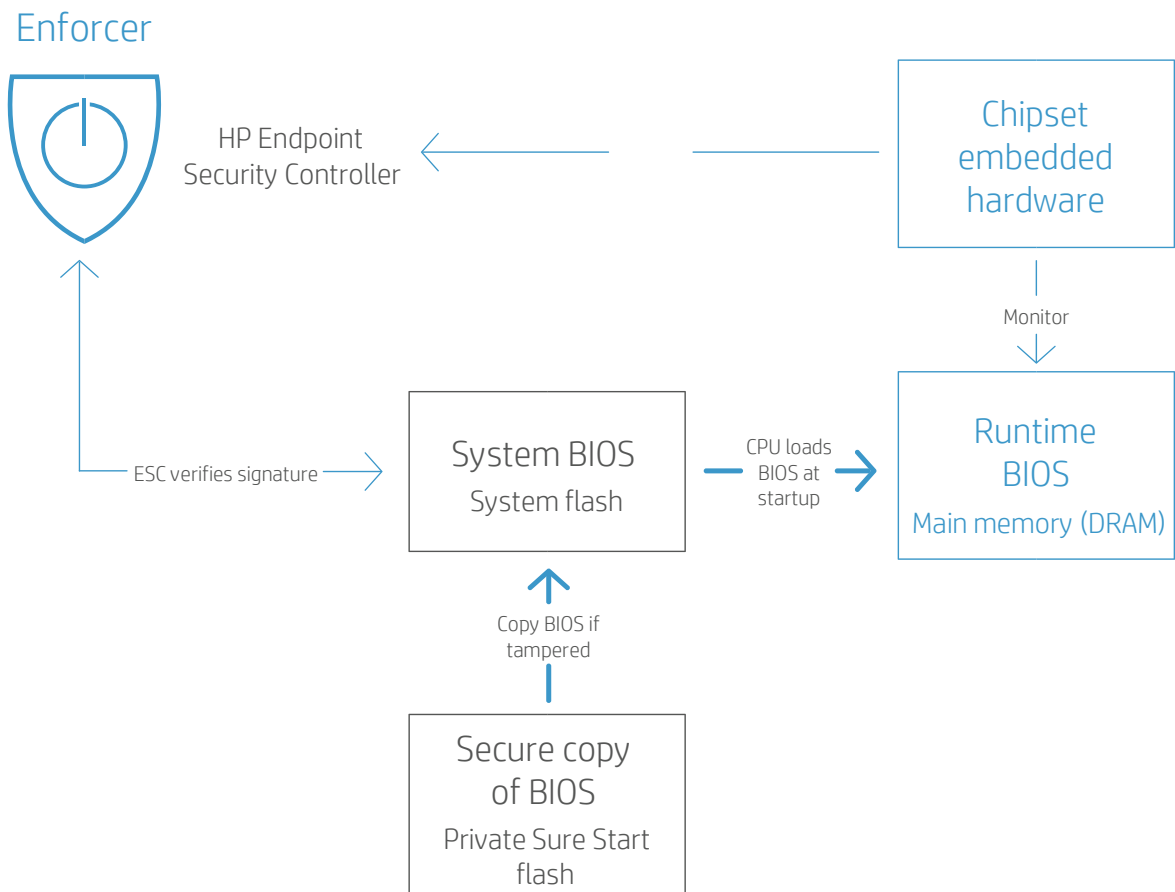 Enforcer
HP Endpoint
Security Controller
Chipset
embedded
hardware
Monitor
ESC verifies signature
System BIOS
System flash
CPU loads
BIOS at
startup
Runtime
BIOS
Main memory (DRAM)
Copy BIOS if
tampered
Secure copy
of BIOS
Private Sure Start
flash